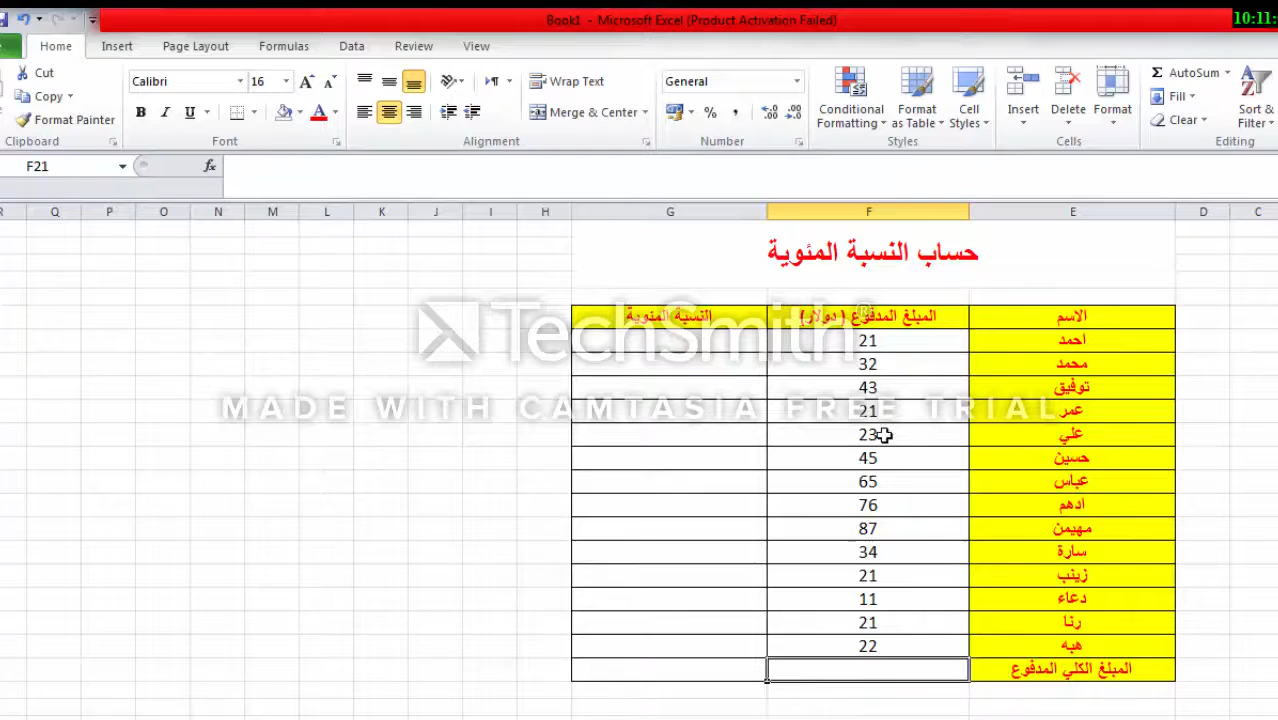 10:11:
Book1 - Microsoft Excel (Product Activation Failed)
Home Insert Page Layout Formulas Data Review View
Cut
Copy
Format Painter
Clipboard
Calibri 16
B I U
Font
Wrap Text
Merge & Center
Alignment
General
% ,
Number
Conditional Formatting
Format as Table
Cell Styles
Styles
Insert Delete Format
Cells
AutoSum
Fill
Clear
Sort & Filter
Editing
F21 fx
R Q P O N M L K J I H G F E D C
حساب النسبة المئوية
الاسم المبلغ المدفوع ( دولار) النسبة المئوية
احمد 21
محمد 32
توفيق 43
عمر 21
علي 23
حسين 45
عباس 65
ادهم 76
مهيمن 87
سارة 34
زينب 21
دعاء 11
رنا 21
هبه 22
المبلغ الكلي المدفوع
TechSmith®
MADE WITH CAMTASIA FREE TRIAL